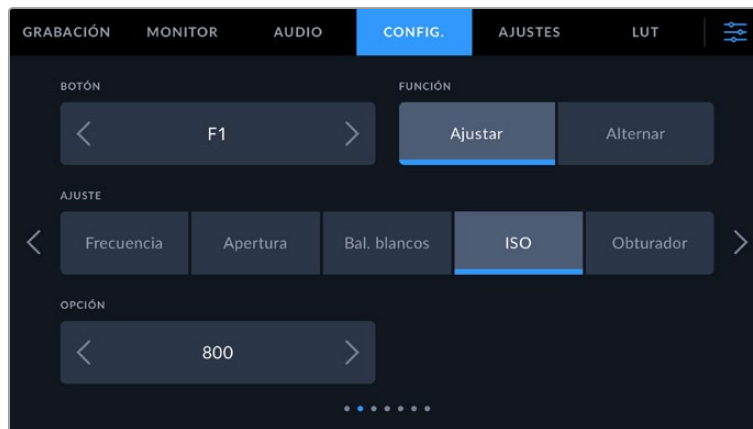 GRABACIÓN MONITOR AUDIO CONFIG. AJUSTES LUT
BOTÓN FUNCIÓN
F1 Ajustar Alternar
AJUSTE
Frecuencia Apertura Bal. blancos ISO Obturador
OPCIÓN
800